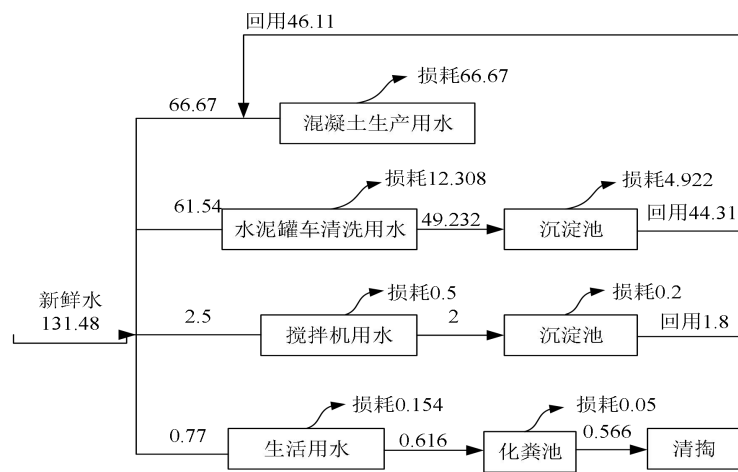 回用46.11
损耗66.67
66.67
混凝土生产用水
损耗12.308
损耗4.922
61.54
水泥罐车清洗用水
49.232
沉淀池
回用44.31
新鲜水
131.48
损耗0.5
损耗0.2
2.5
搅拌机用水
2
沉淀池
回用1.8
损耗0.154
损耗0.05
0.77
生活用水
0.616
化粪池
0.566
清掏